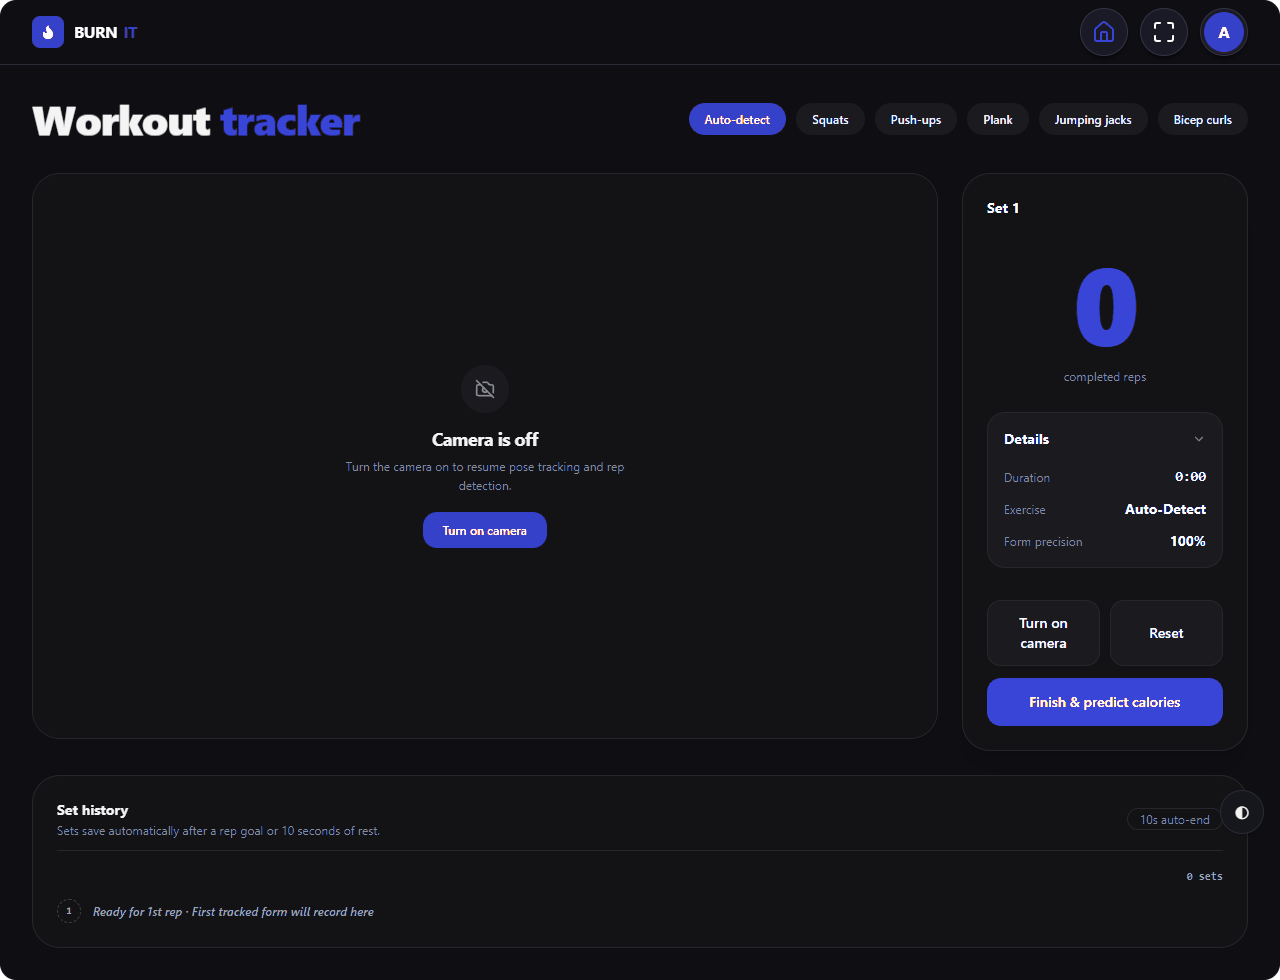 BURN IT
A
Workout tracker
Auto-detect
Squats
Push-ups
Plank
Jumping jacks
Bicep curls
Camera is off
Turn the camera on to resume pose tracking and rep
detection.
Turn on camera
Set 1
0
completed reps
Details
Duration 0:00
Exercise Auto-Detect
Form precision 100%
Turn on
camera
Reset
Finish & predict calories
Set history
Sets save automatically after a rep goal or 10 seconds of rest.
10s auto-end
0 sets
1 Ready for 1st rep · First tracked form will record here